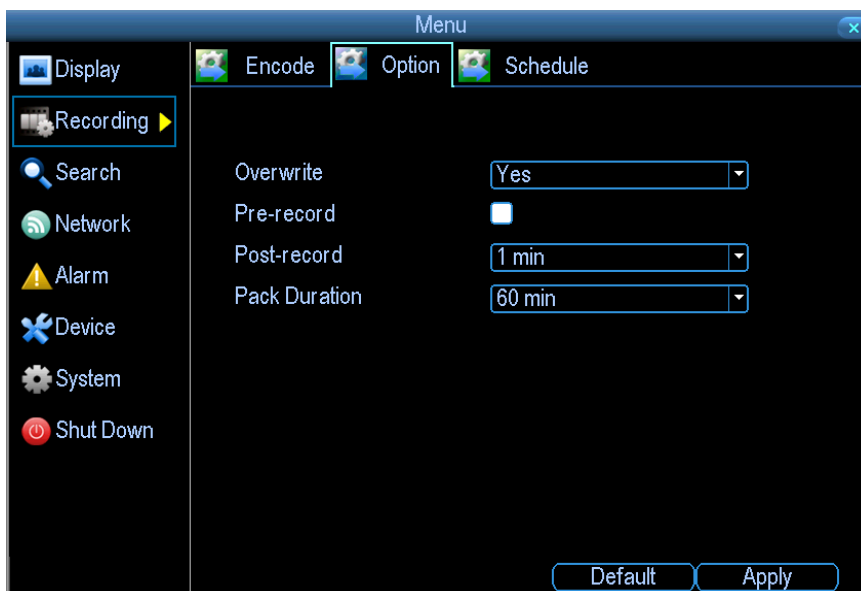 Menu
Display
Encode Option Schedule
Recording
Search
Overwrite Yes
Pre-record
Network
Post-record 1 min
Alarm
Pack Duration 60 min
Device
System
Shut Down
Default Apply